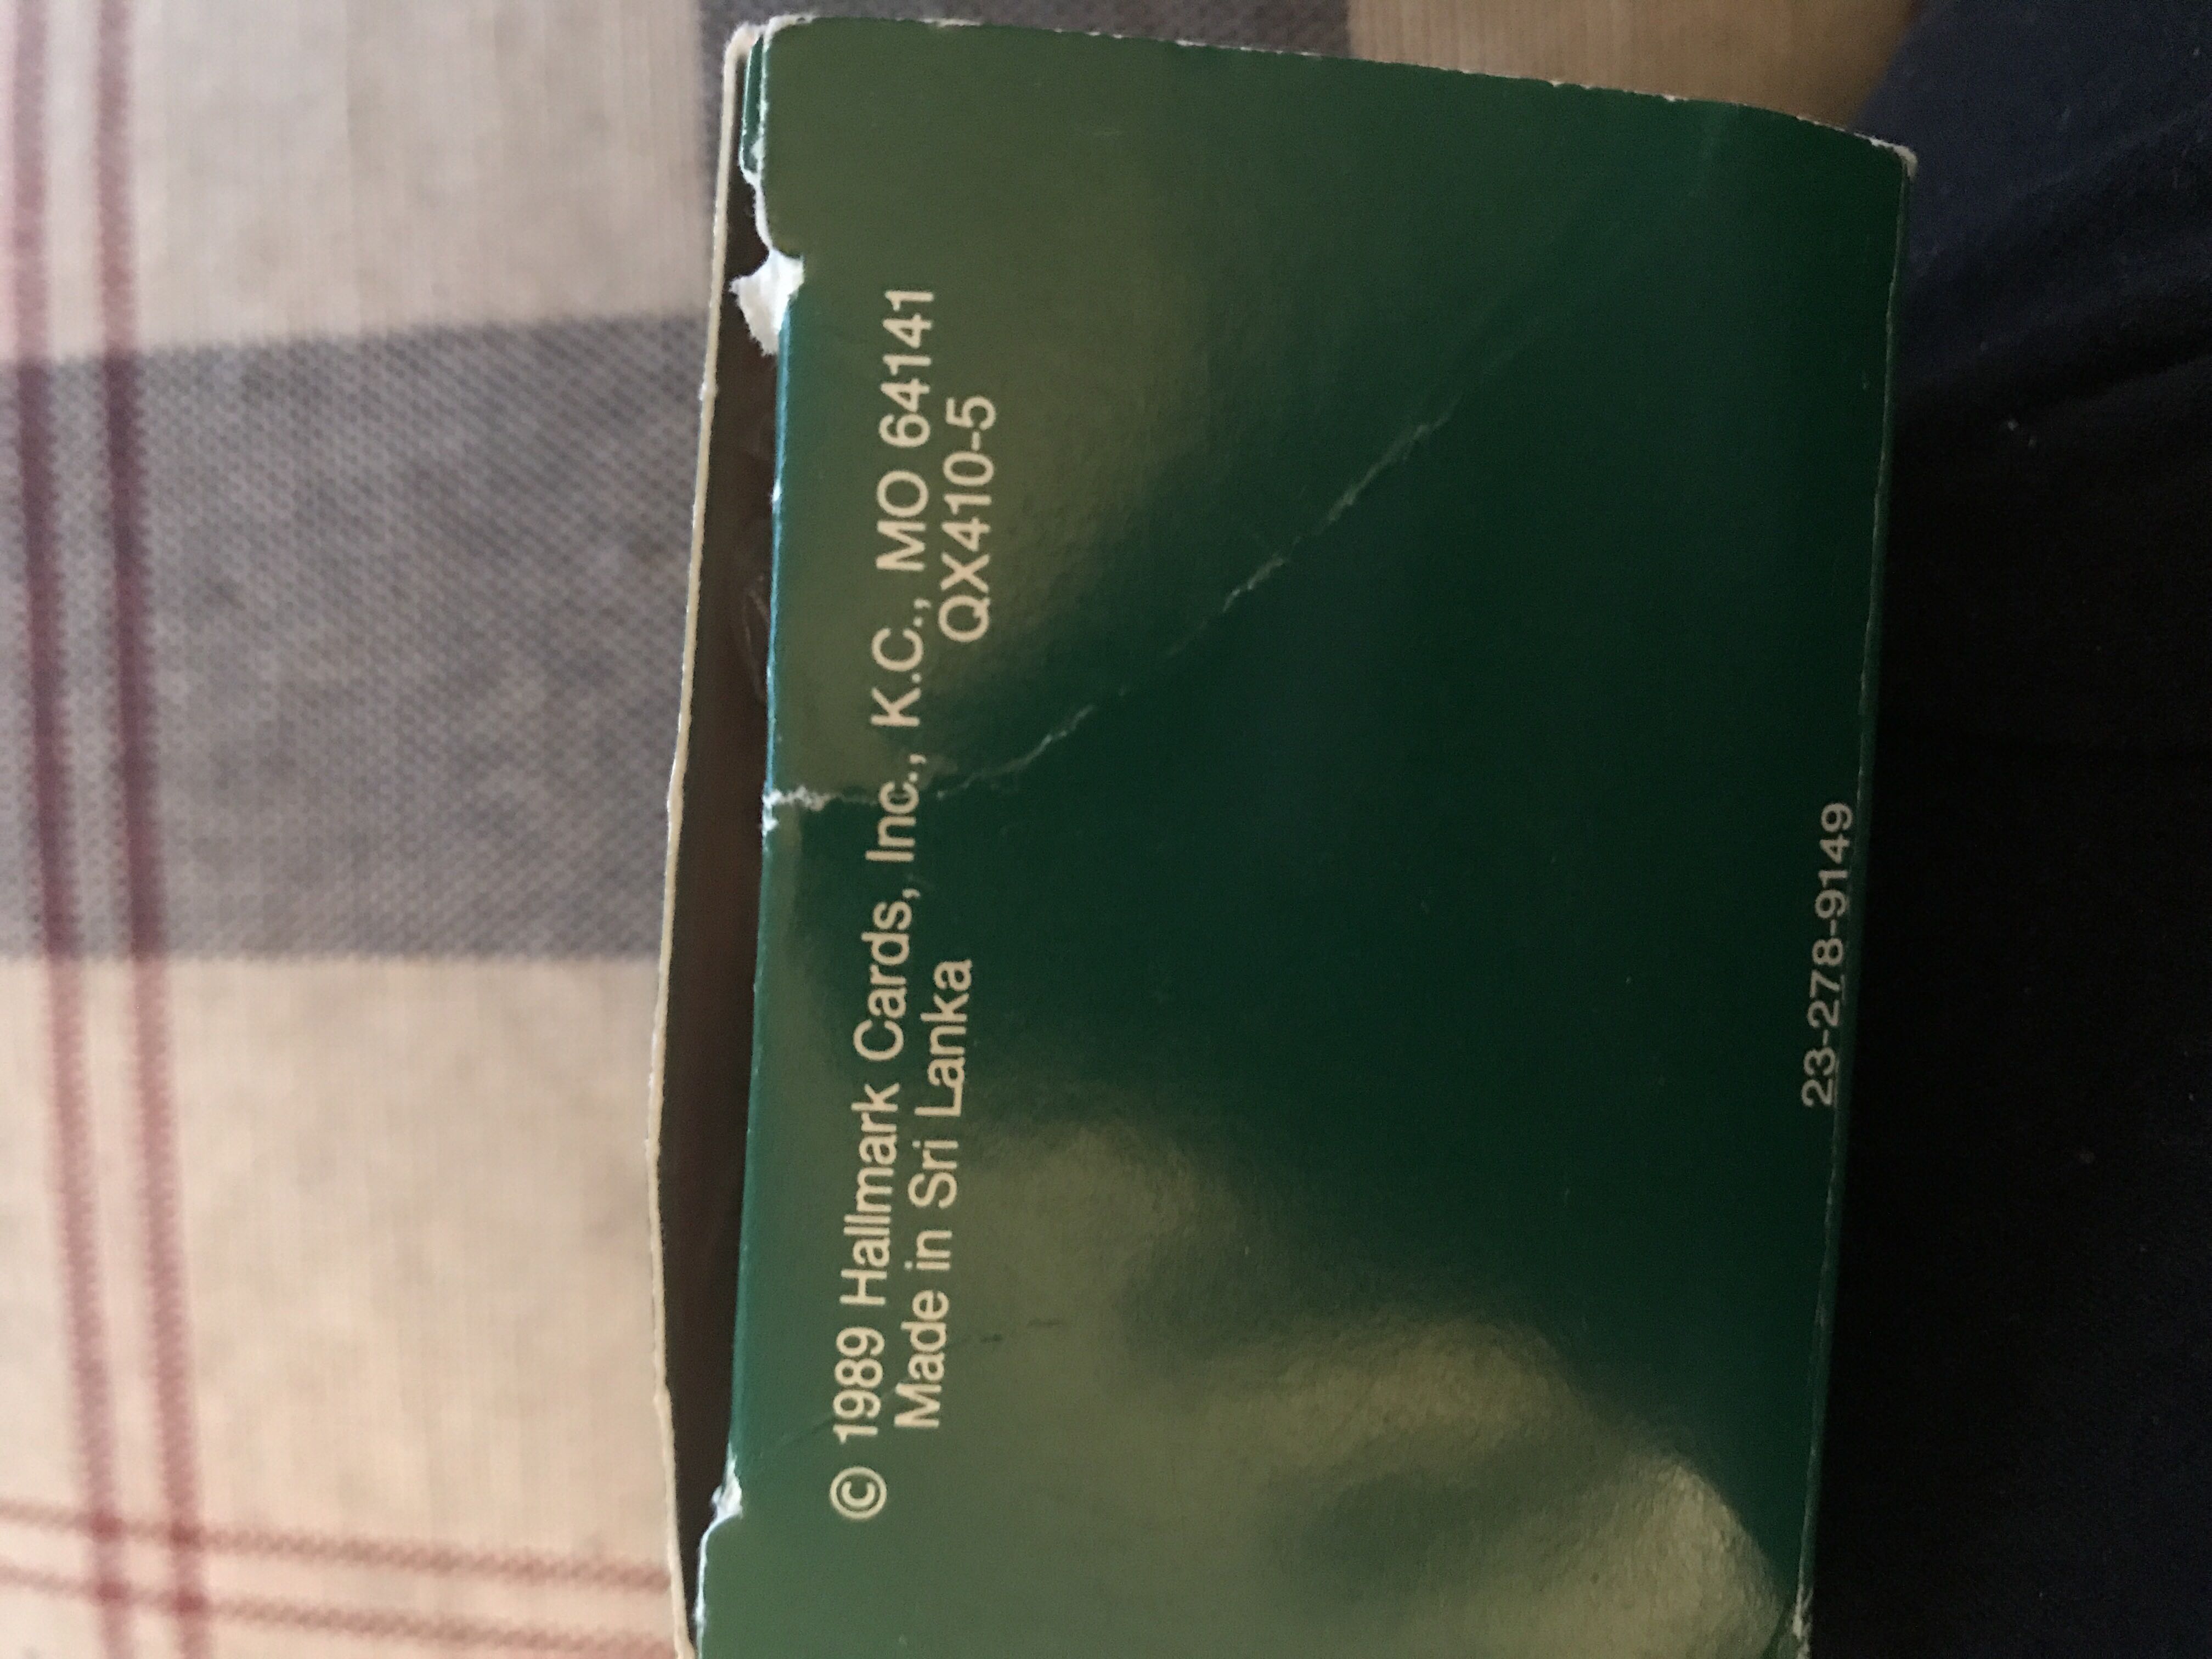 © 1989 Hallmark Cards, Inc., K.C., MO 64141
Made in Sri Lanka QX410-5
23-278-9149